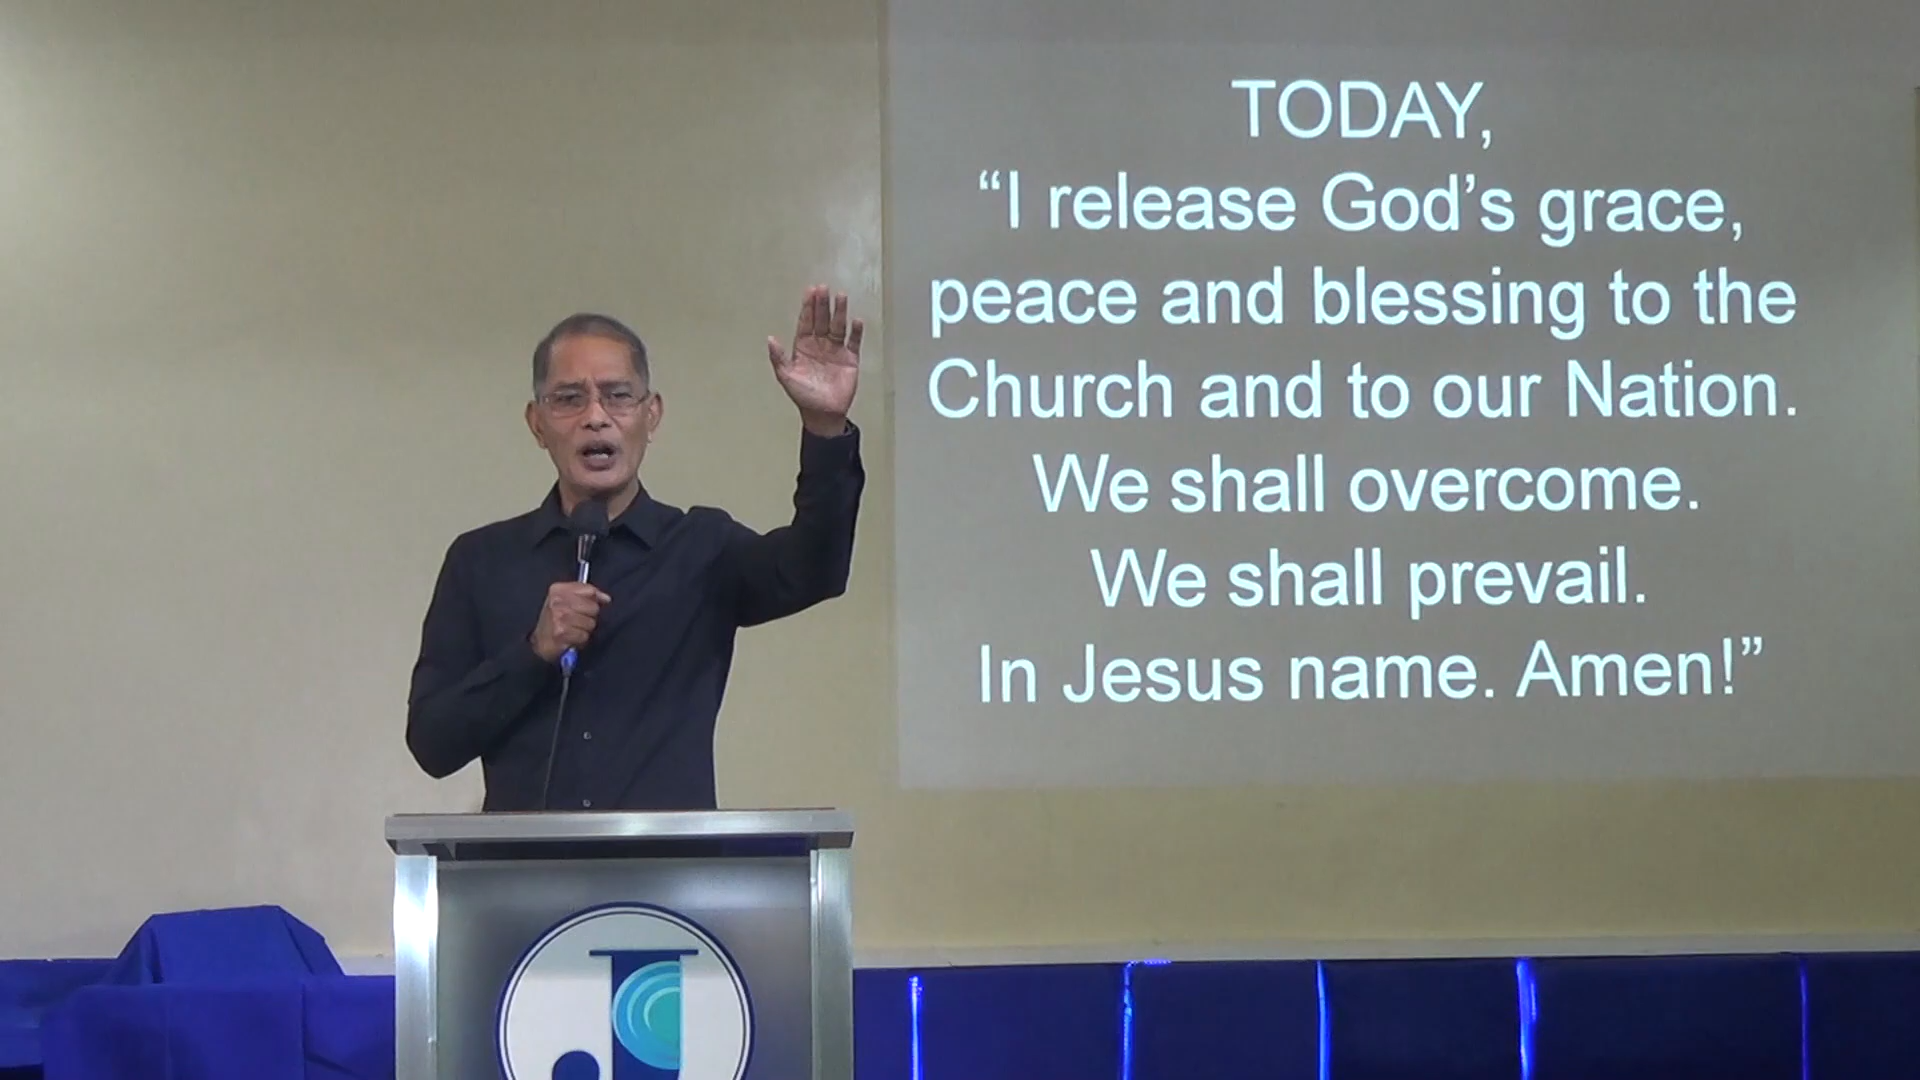 TODAY,
“I release God’s grace,
peace and blessing to the
Church and to our Nation.
We shall overcome.
We shall prevail.
In Jesus name. Amen!”
J